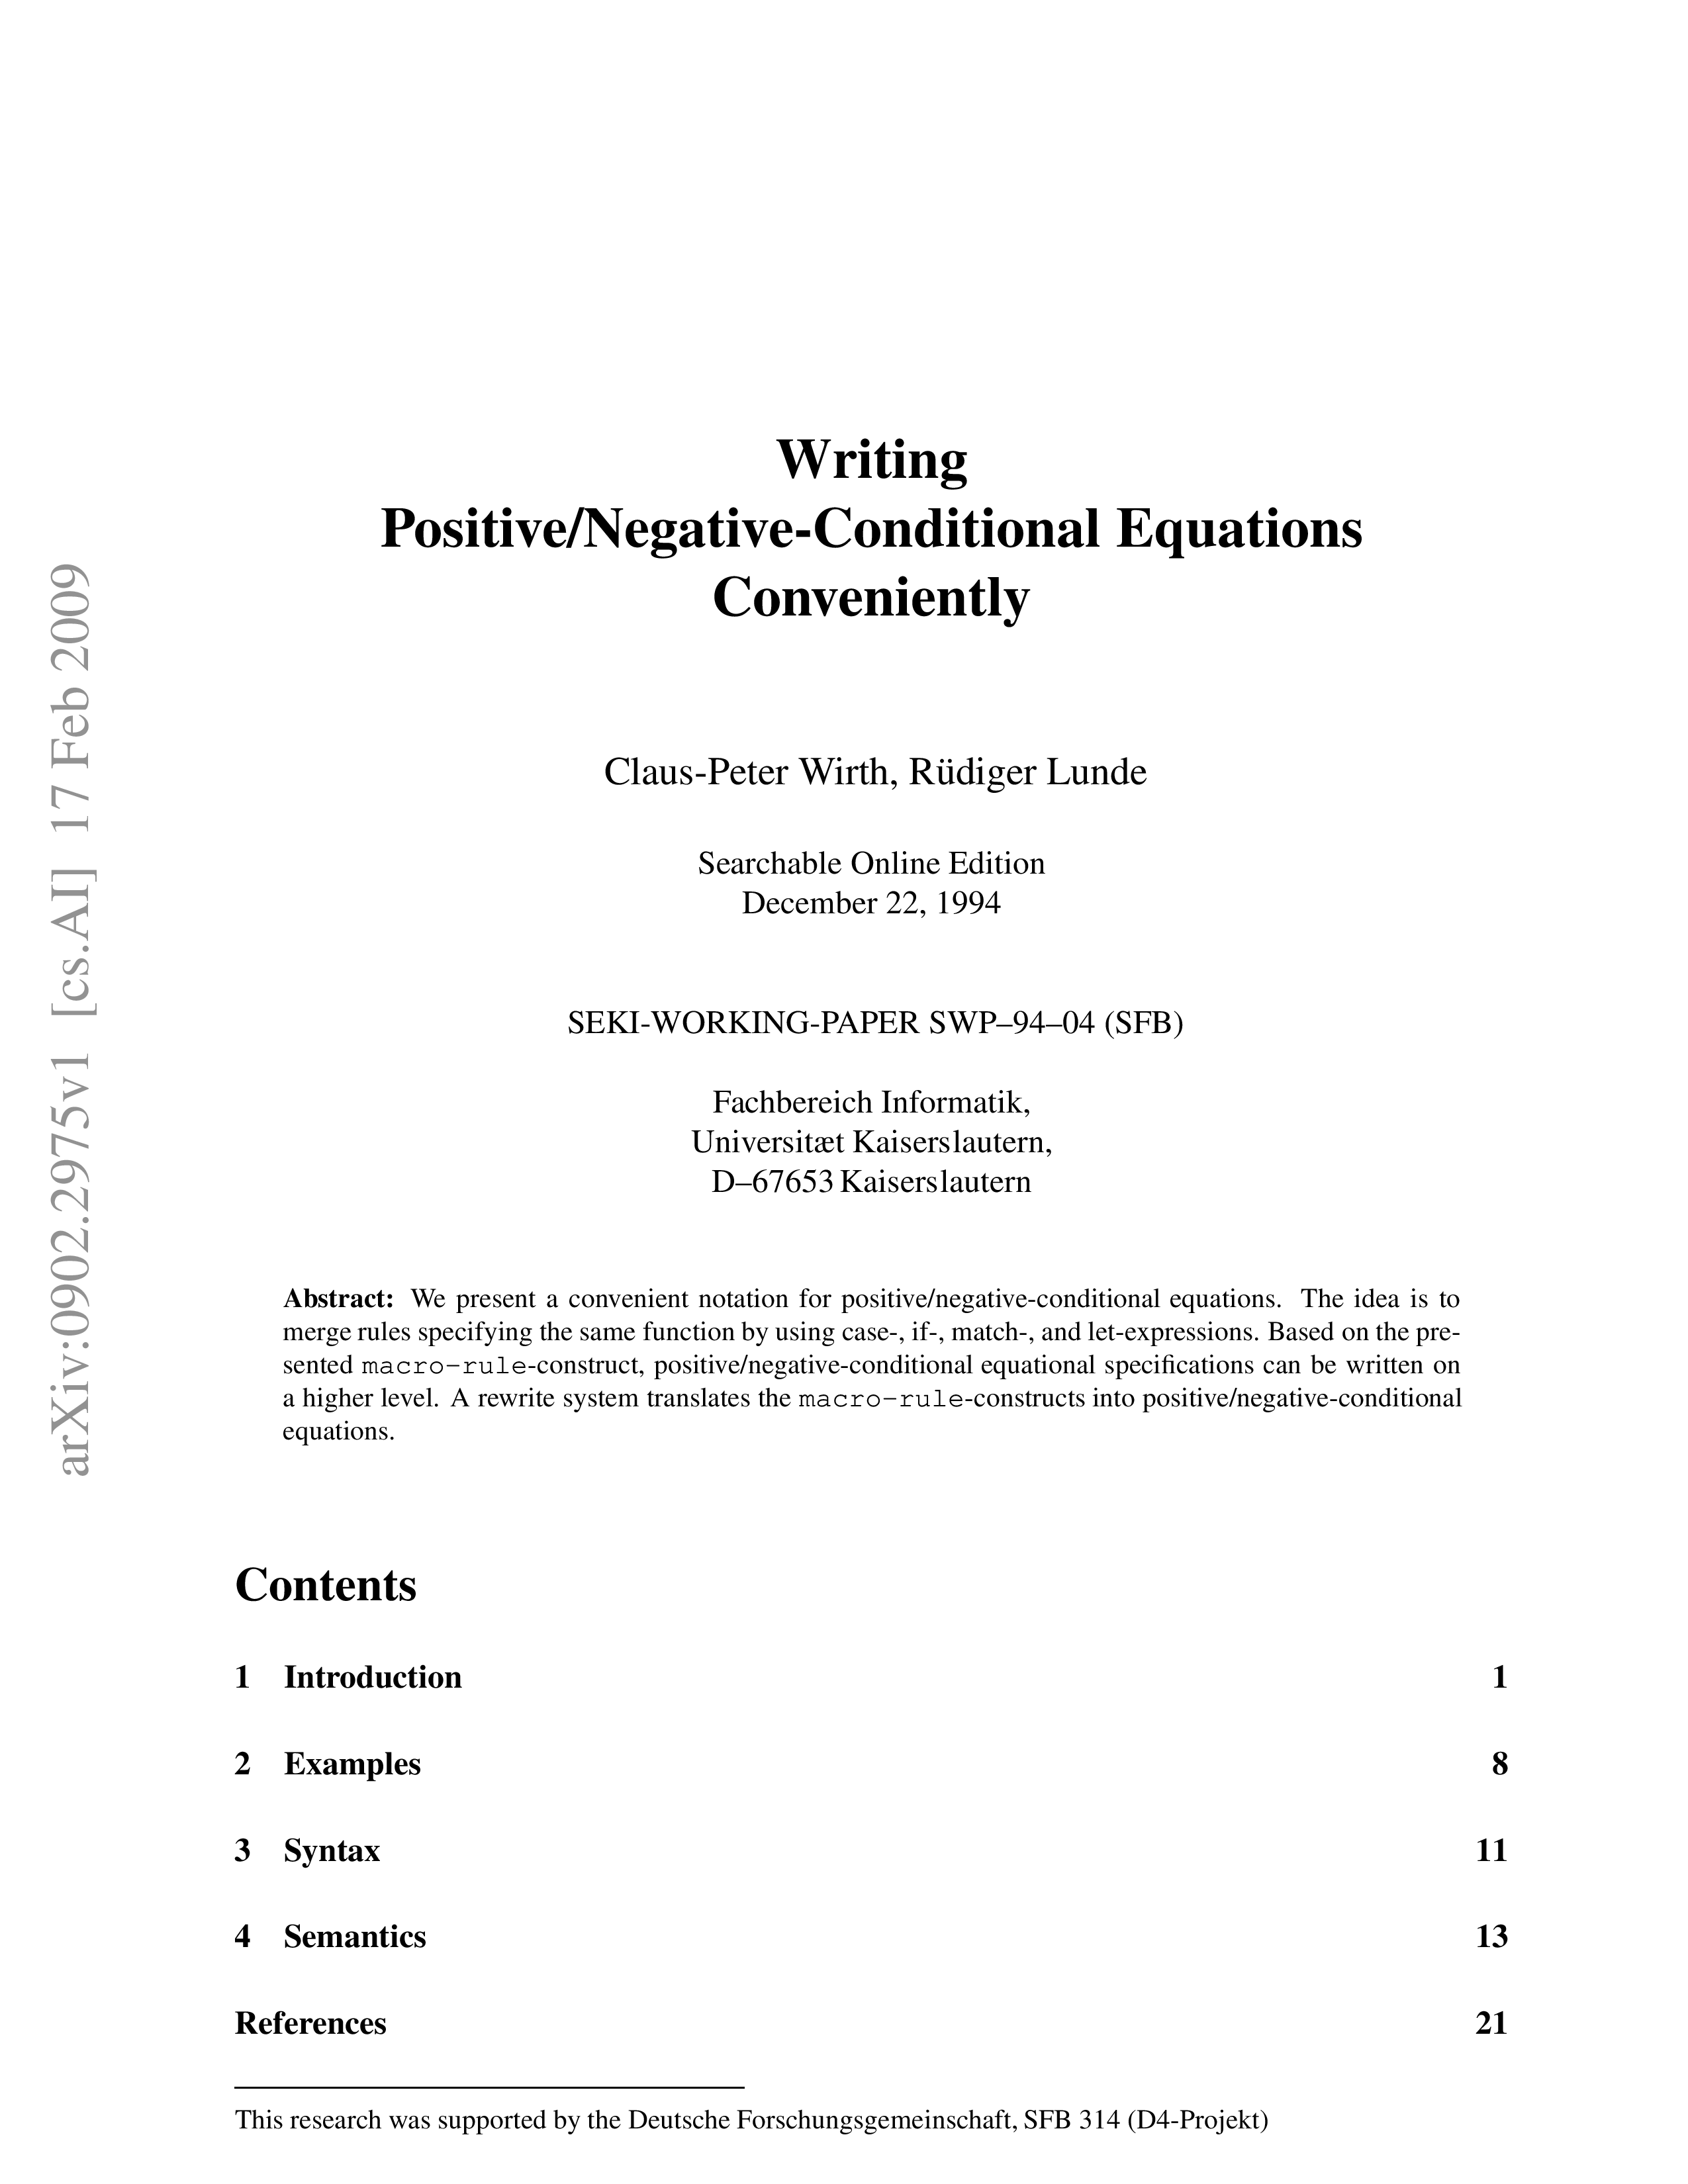 Writing
Positive/Negative-Conditional Equations
Conveniently
Claus-Peter Wirth, Rüdiger Lunde
Searchable Online Edition
December 22, 1994
SEKI-WORKING-PAPER SWP–94–04 (SFB)
Fachbereich Informatik,
Universitæt Kaiserslautern,
D–67653 Kaiserslautern
Abstract: We present a convenient notation for positive/negative-conditional equations. The idea is to
merge rules specifying the same function by using case-, if-, match-, and let-expressions. Based on the pre-
sented macro-rule-construct, positive/negative-conditional equational specifications can be written on
a higher level. A rewrite system translates the macro-rule-constructs into positive/negative-conditional
equations.
Contents
1 Introduction 1
2 Examples 8
3 Syntax 11
4 Semantics 13
References 21
This research was supported by the Deutsche Forschungsgemeinschaft, SFB 314 (D4-Projekt)
arXiv:0902.2975v1 [cs.AI] 17 Feb 2009